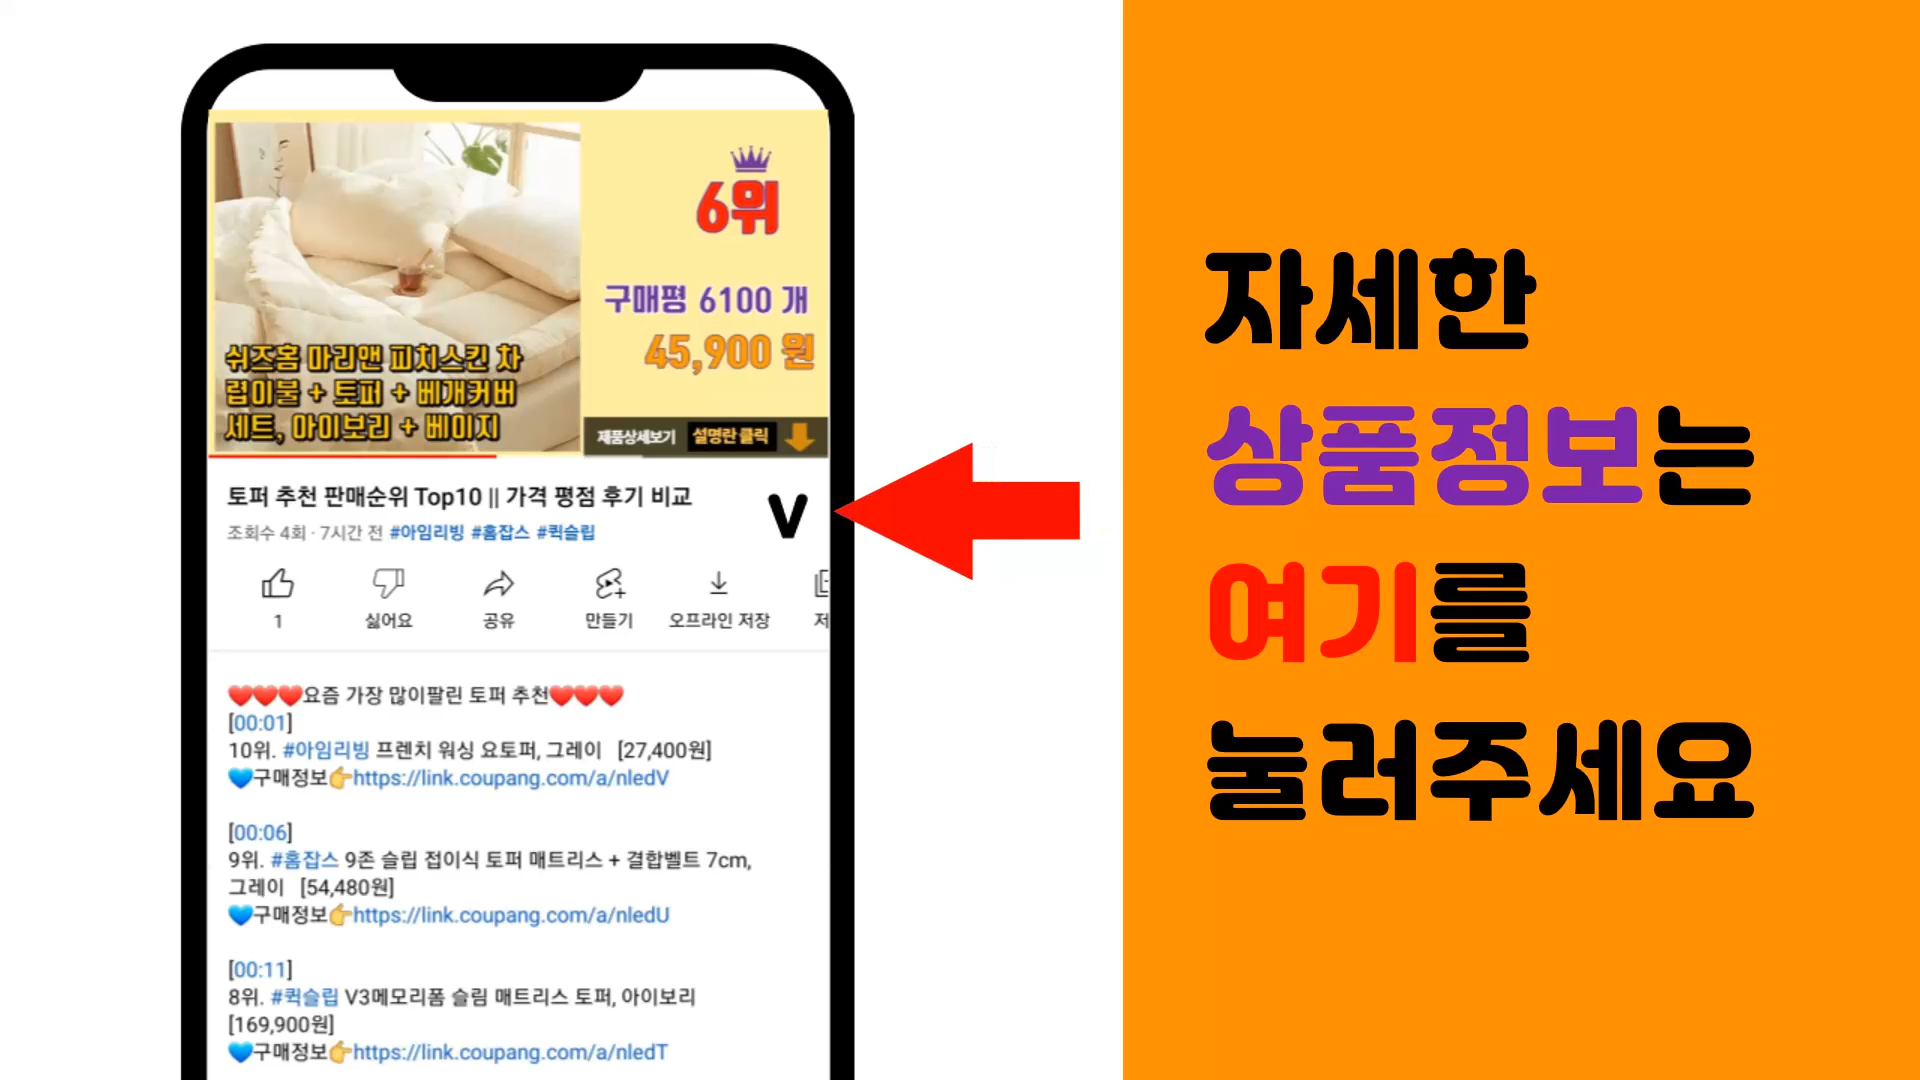 6위
구매평 6100 개
45,900 원
쉬즈홈 마리앤 피치스킨 차
렵이불 + 토퍼 + 베개커버
세트, 아이보리 + 베이지
제품상세보기 설명란 클릭
토퍼 추천 판매순위 Top10 || 가격 평점 후기 비교
V
조회수 4회 · 7시간 전 #아임리빙 #홈잡스 #퀵슬립
1 싫어요 공유 만들기 오프라인 저장 저
❤️❤️❤️요즘 가장 많이팔린 토퍼 추천❤️❤️❤️
[00:01]
10위. #아임리빙 프렌치 워싱 요토퍼, 그레이 [27,400원]
💙구매정보👉https://link.coupang.com/a/nledV
[00:06]
9위. #홈잡스 9존 슬립 접이식 토퍼 매트리스 + 결합벨트 7cm,
그레이 [54,480원]
💙구매정보👉https://link.coupang.com/a/nledU
[00:11]
8위. #퀵슬립 V3메모리폼 슬림 매트리스 토퍼, 아이보리
[169,900원]
💙구매정보👉https://link.coupang.com/a/nledT
자세한
상품정보는
여기를
눌러주세요